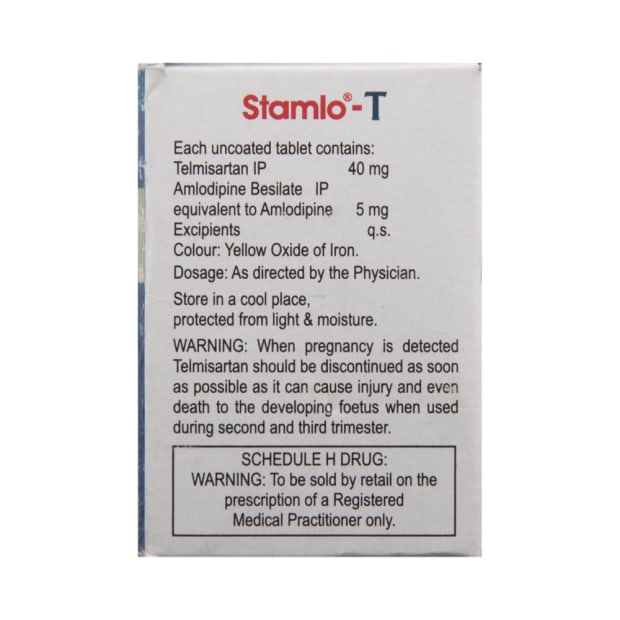 Stamlo®-T
Each uncoated tablet contains:
Telmisartan IP 40 mg
Amlodipine Besilate IP
equivalent to Amlodipine 5 mg
Excipients q.s.
Colour: Yellow Oxide of Iron.
Dosage: As directed by the Physician.
Store in a cool place,
protected from light & moisture.
WARNING: When pregnancy is detected
Telmisartan should be discontinued as soon
as possible as it can cause injury and even
death to the developing foetus when used
during second and third trimester.
SCHEDULE H DRUG:
WARNING: To be sold by retail on the
prescription of a Registered
Medical Practitioner only.